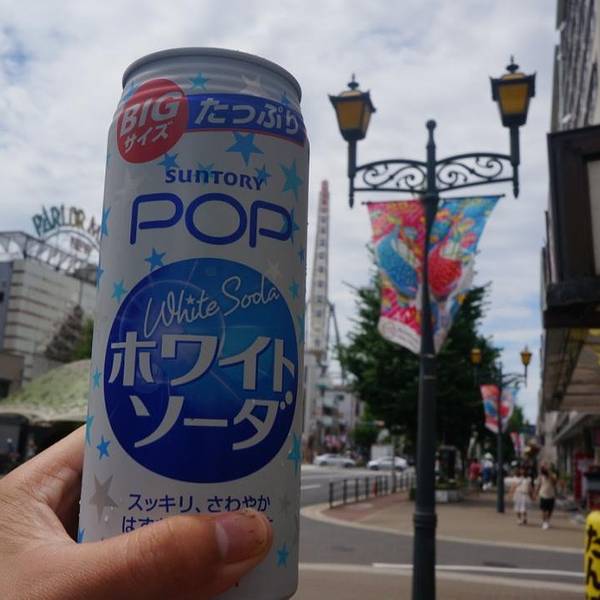 BIG
サイズ
たっぷり
SUNTORY
POP
White Soda
ホワイト
ソーダ
スッキリ、さわやか
PARLOR